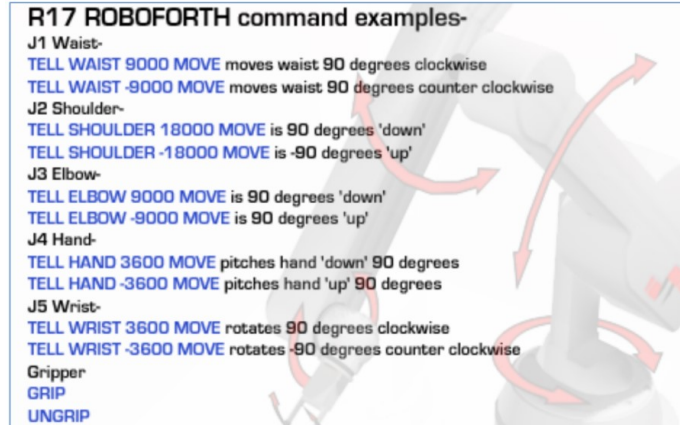 R17 ROBOFORTH command examples-
J1 Waist-
TELL WAIST 9000 MOVE moves waist 90 degrees clockwise
TELL WAIST -9000 MOVE moves waist 90 degrees counter clockwise
J2 Shoulder-
TELL SHOULDER 18000 MOVE is 90 degrees 'down'
TELL SHOULDER -18000 MOVE is -90 degrees 'up'
J3 Elbow-
TELL ELBOW 9000 MOVE is 90 degrees 'down'
TELL ELBOW -9000 MOVE is 90 degrees 'up'
J4 Hand-
TELL HAND 3600 MOVE pitches hand 'down' 90 degrees
TELL HAND -3600 MOVE pitches hand 'up' 90 degrees
J5 Wrist-
TELL WRIST 3600 MOVE rotates 90 degrees clockwise
TELL WRIST -3600 MOVE rotates -90 degrees counter clockwise
Gripper
GRIP
UNGRIP